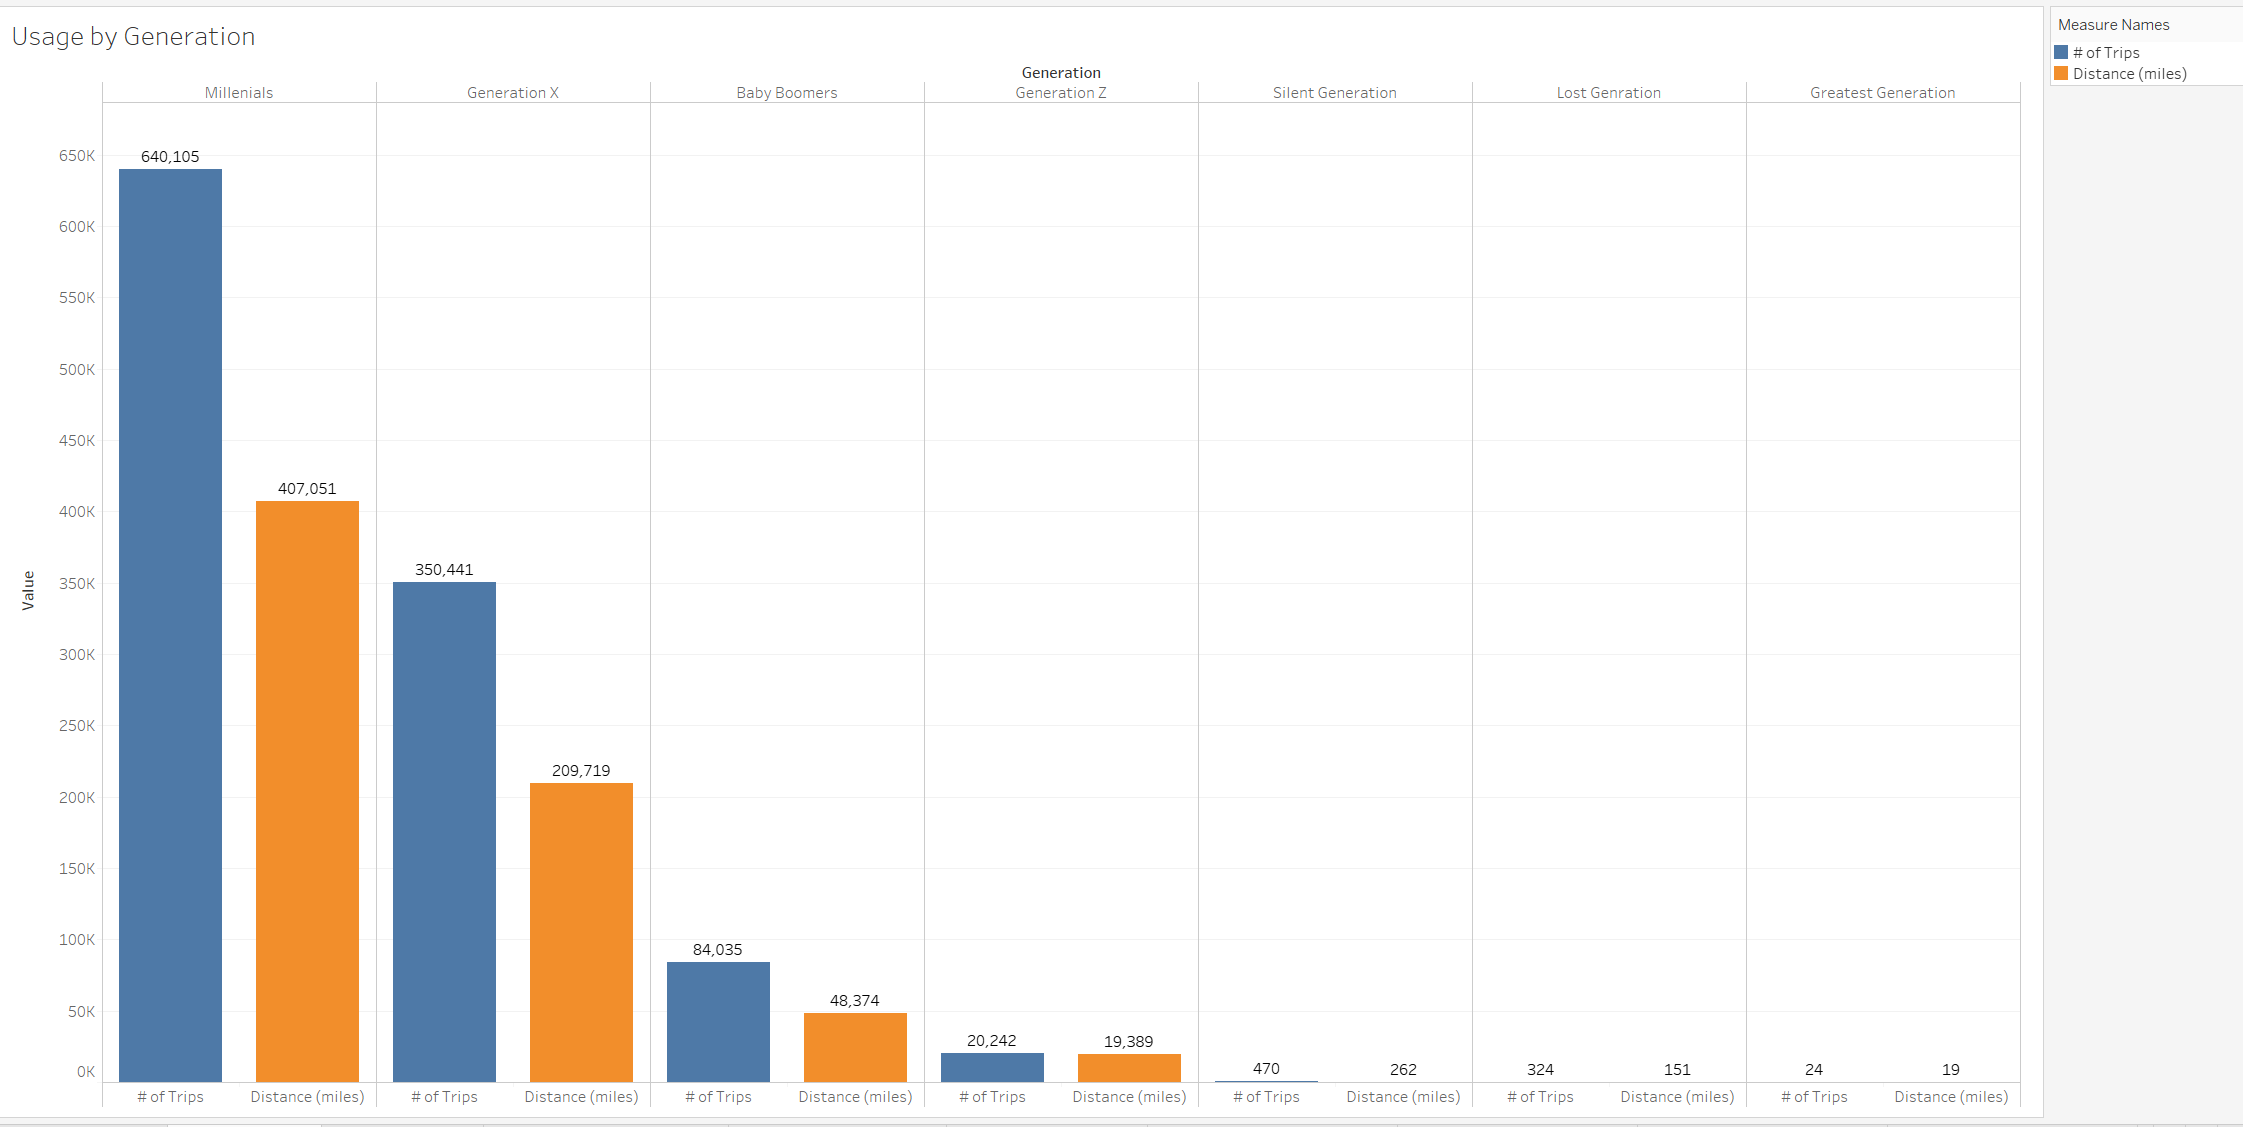 Usage by Generation
Measure Names
# of Trips
Distance (miles)
Generation
Millenials Generation X Baby Boomers Generation Z Silent Generation Lost Genration Greatest Generation
650K
600K
550K
500K
450K
400K
350K
300K
250K
200K
150K
100K
50K
0K
Value
640,105
407,051
350,441
209,719
84,035
48,374
20,242
19,389
470
262
324
151
24
19
# of Trips Distance (miles) # of Trips Distance (miles) # of Trips Distance (miles) # of Trips Distance (miles) # of Trips Distance (miles) # of Trips Distance (miles) # of Trips Distance (miles)